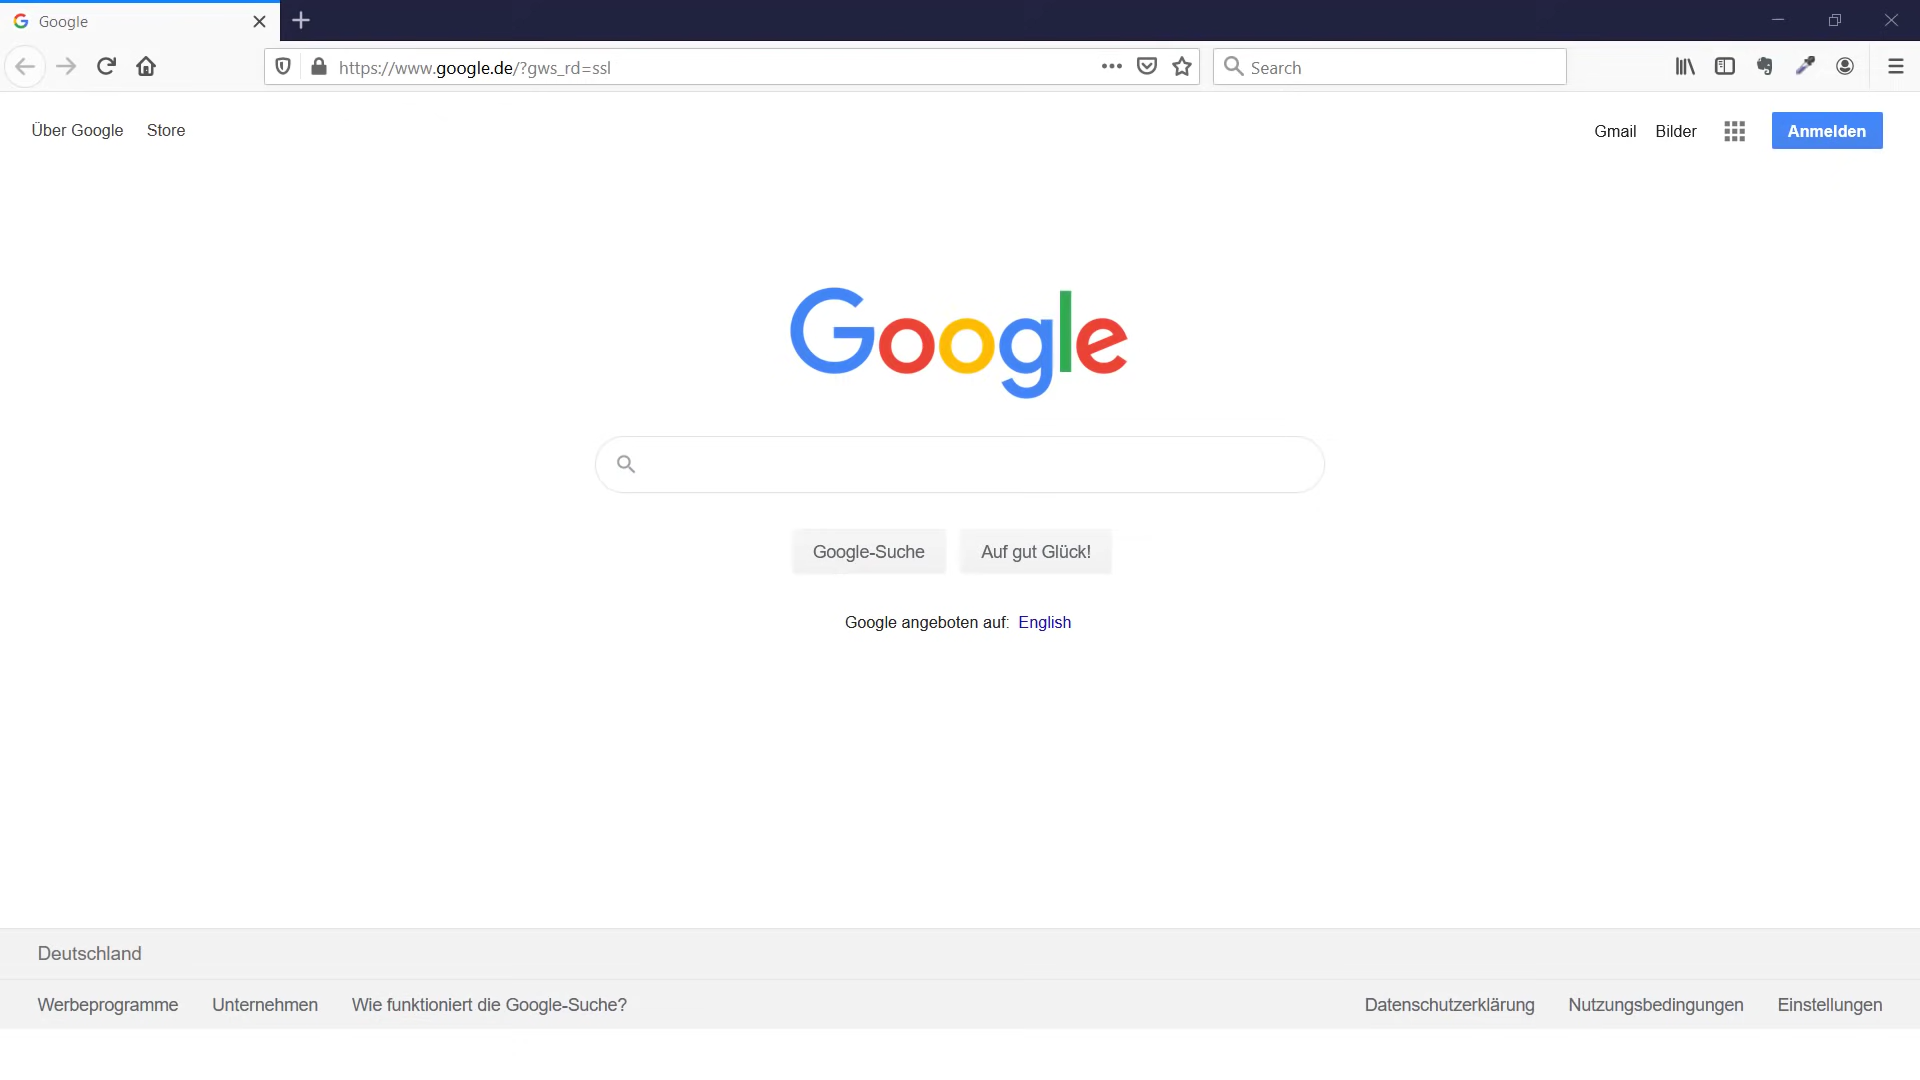 Google
https://www.google.de/?gws_rd=ssl
Search
Über Google Store
Gmail Bilder Anmelden
Google
Google-Suche Auf gut Glück!
Google angeboten auf: English
Deutschland
Werbeprogramme Unternehmen Wie funktioniert die Google-Suche? Datenschutzerklärung Nutzungsbedingungen Einstellungen